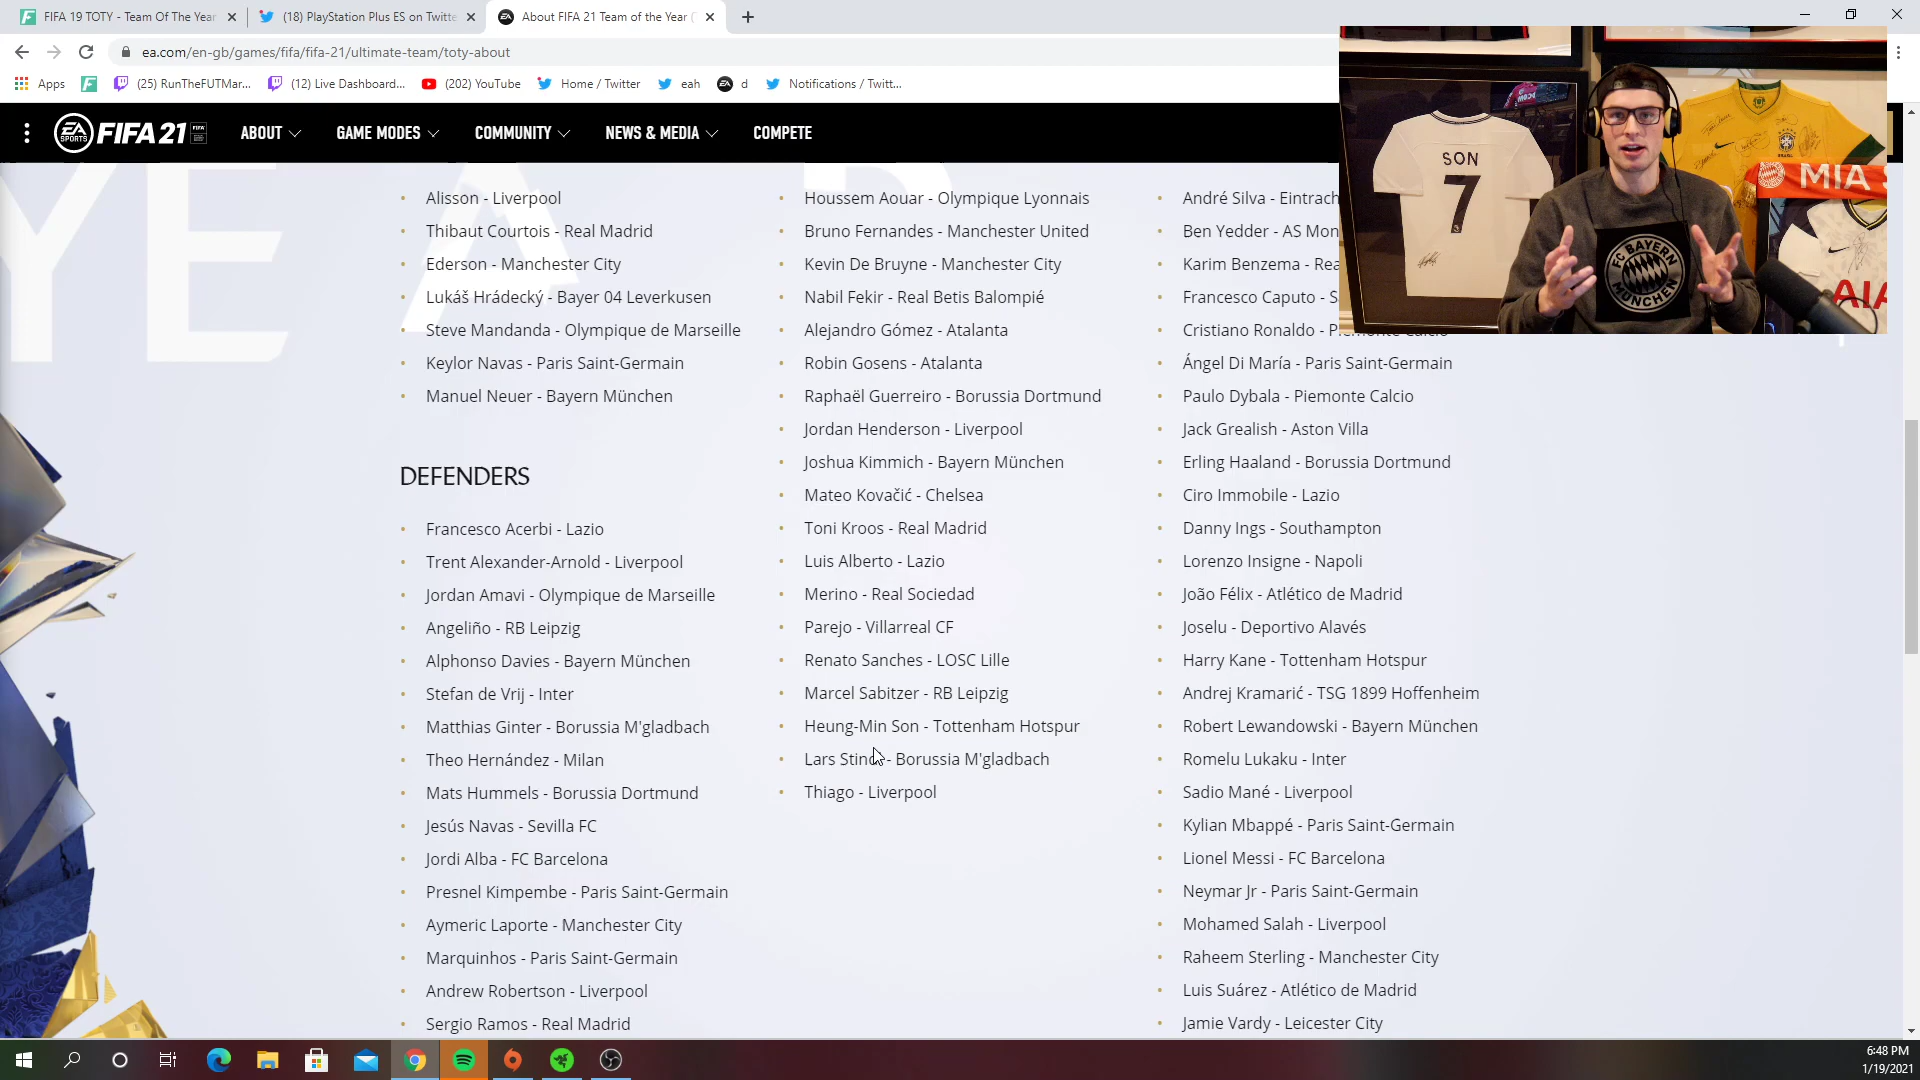 FIFA 19 TOTY - Team Of The Year
(18) PlayStation Plus ES on Twitte
About FIFA 21 Team of the Year (
ea.com/en-gb/games/fifa/fifa-21/ultimate-team/toty-about
Apps
(25) RunTheFUTMar...
(12) Live Dashboard...
(202) YouTube
Home / Twitter
eah
d
Notifications / Twitt...
EA SPORTS FIFA 21
ABOUT
GAME MODES
COMMUNITY
NEWS & MEDIA
COMPETE
YEA
Alisson - Liverpool
Thibaut Courtois - Real Madrid
Ederson - Manchester City
Lukáš Hrádecký - Bayer 04 Leverkusen
Steve Mandanda - Olympique de Marseille
Keylor Navas - Paris Saint-Germain
Manuel Neuer - Bayern München
DEFENDERS
Francesco Acerbi - Lazio
Trent Alexander-Arnold - Liverpool
Jordan Amavi - Olympique de Marseille
Angeliño - RB Leipzig
Alphonso Davies - Bayern München
Stefan de Vrij - Inter
Matthias Ginter - Borussia M'gladbach
Theo Hernández - Milan
Mats Hummels - Borussia Dortmund
Jesús Navas - Sevilla FC
Jordi Alba - FC Barcelona
Presnel Kimpembe - Paris Saint-Germain
Aymeric Laporte - Manchester City
Marquinhos - Paris Saint-Germain
Andrew Robertson - Liverpool
Sergio Ramos - Real Madrid
Houssem Aouar - Olympique Lyonnais
Bruno Fernandes - Manchester United
Kevin De Bruyne - Manchester City
Nabil Fekir - Real Betis Balompié
Alejandro Gómez - Atalanta
Robin Gosens - Atalanta
Raphaël Guerreiro - Borussia Dortmund
Jordan Henderson - Liverpool
Joshua Kimmich - Bayern München
Mateo Kovačić - Chelsea
Toni Kroos - Real Madrid
Luis Alberto - Lazio
Merino - Real Sociedad
Parejo - Villarreal CF
Renato Sanches - LOSC Lille
Marcel Sabitzer - RB Leipzig
Heung-Min Son - Tottenham Hotspur
Lars Stind - Borussia M'gladbach
Thiago - Liverpool
André Silva - Eintrach
Ben Yedder - AS Mon
Karim Benzema - Rea
Francesco Caputo - S
Cristiano Ronaldo - Piemonte Calcio
Ángel Di María - Paris Saint-Germain
Paulo Dybala - Piemonte Calcio
Jack Grealish - Aston Villa
Erling Haaland - Borussia Dortmund
Ciro Immobile - Lazio
Danny Ings - Southampton
Lorenzo Insigne - Napoli
João Félix - Atlético de Madrid
Joselu - Deportivo Alavés
Harry Kane - Tottenham Hotspur
Andrej Kramarić - TSG 1899 Hoffenheim
Robert Lewandowski - Bayern München
Romelu Lukaku - Inter
Sadio Mané - Liverpool
Kylian Mbappé - Paris Saint-Germain
Lionel Messi - FC Barcelona
Neymar Jr - Paris Saint-Germain
Mohamed Salah - Liverpool
Raheem Sterling - Manchester City
Luis Suárez - Atlético de Madrid
Jamie Vardy - Leicester City
SON
7
BRASIL
MIA S
FC BAYERN
MÜNCHEN
AIA
6:48 PM
1/19/2021